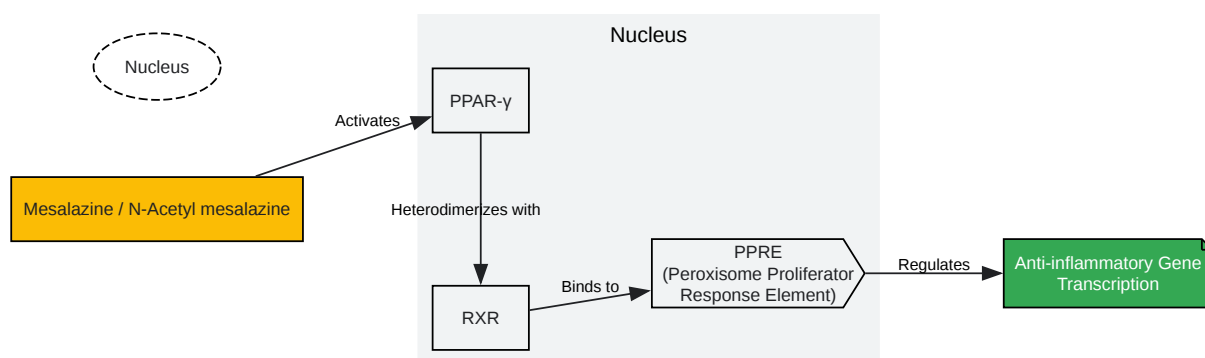 Nucleus
Nucleus
PPAR-γ
Activates
Mesalazine / N-Acetyl mesalazine
Heterodimerizes with
RXR
Binds to
PPRE
(Peroxisome Proliferator
Response Element)
Regulates
Anti-inflammatory Gene
Transcription